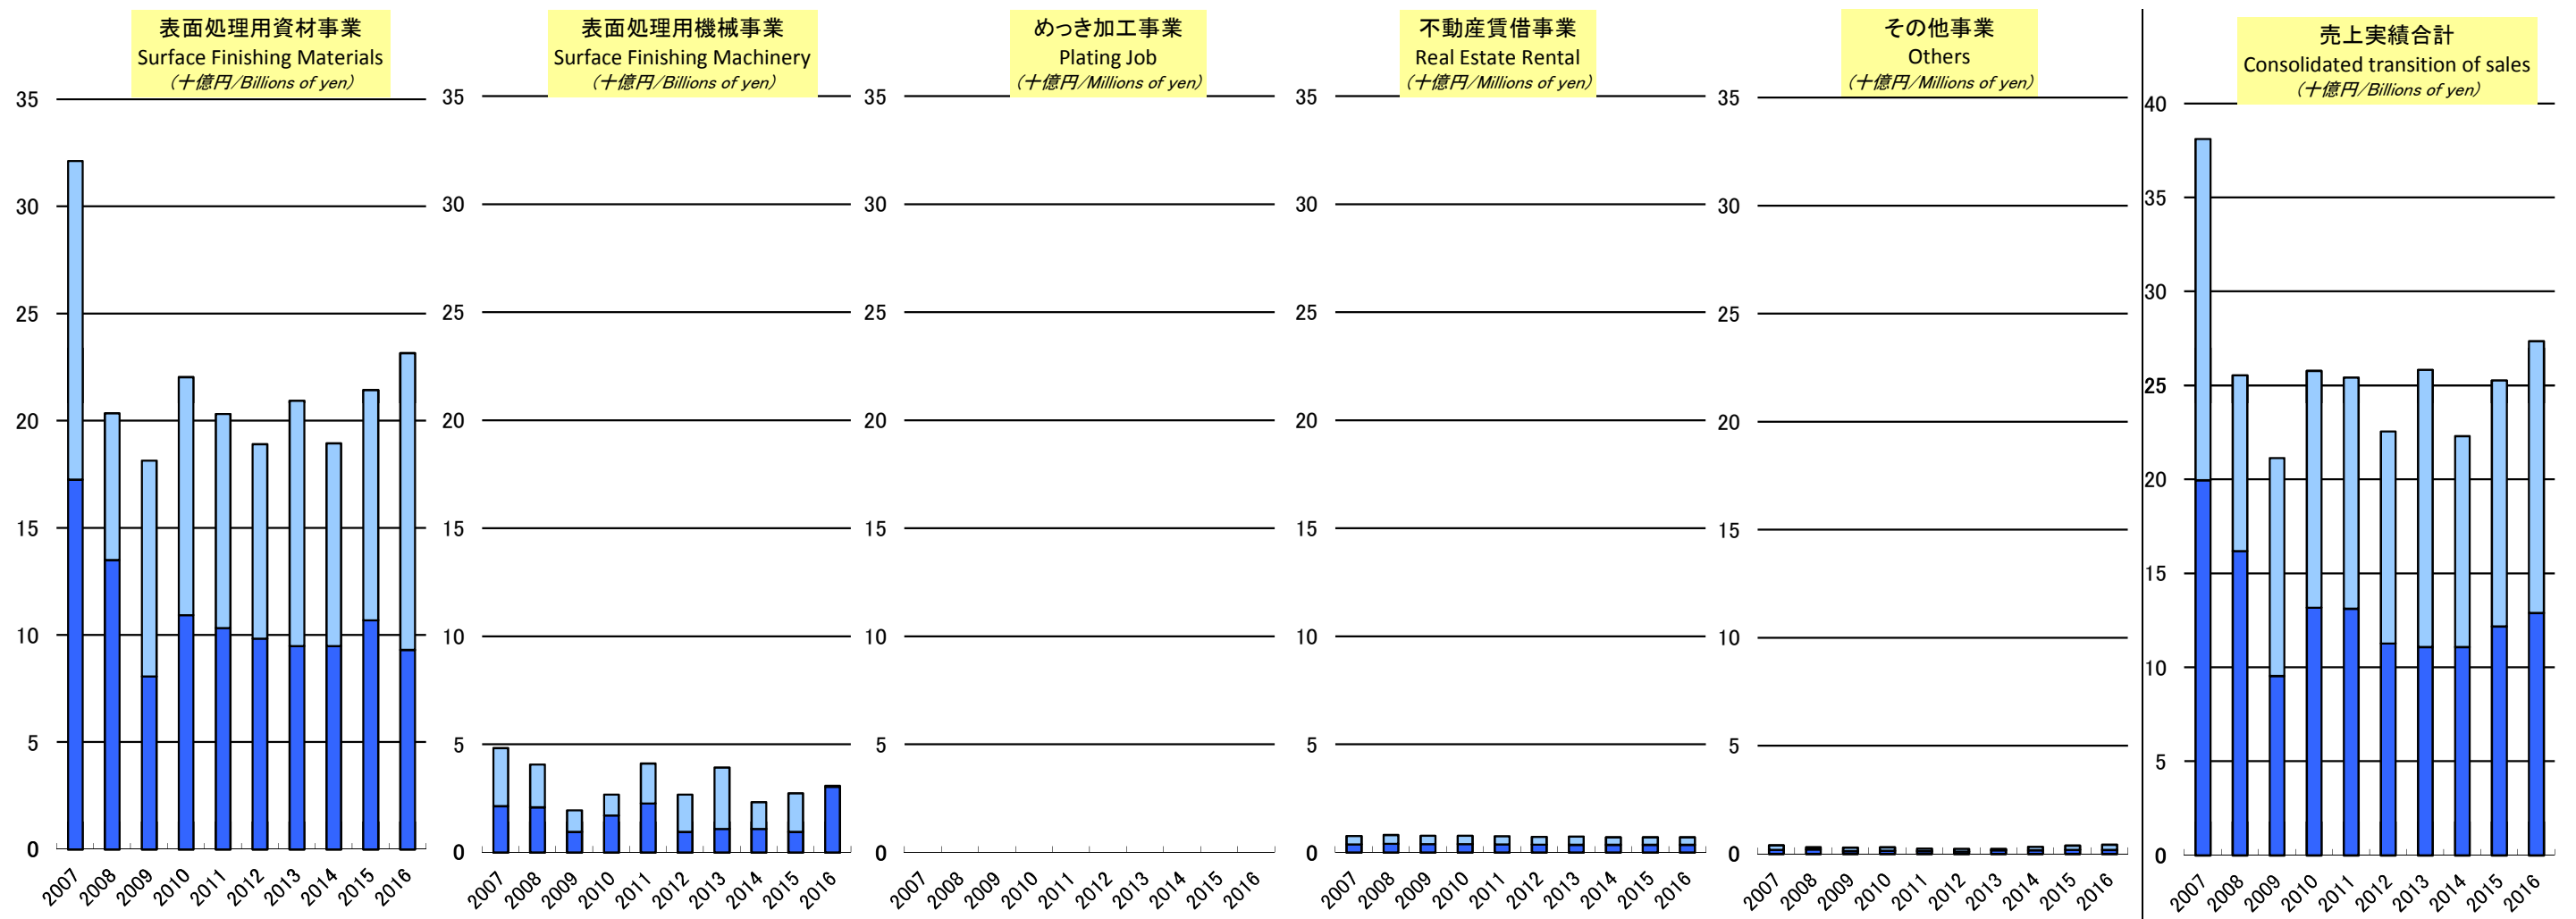 表面処理用資材事業
Surface Finishing Materials
(十億円/Billions of yen)
35
30
25
20
15
10
5
0
2007 2008 2009 2010 2011 2012 2013 2014 2015 2016
表面処理用機械事業
Surface Finishing Machinery
(十億円/Billions of yen)
35
30
25
20
15
10
5
0
2007 2008 2009 2010 2011 2012 2013 2014 2015 2016
めっき加工事業
Plating Job
(十億円/Millions of yen)
35
30
25
20
15
10
5
0
2007 2008 2009 2010 2011 2012 2013 2014 2015 2016
不動産賃借事業
Real Estate Rental
(十億円/Millions of yen)
35
30
25
20
15
10
5
0
2007 2008 2009 2010 2011 2012 2013 2014 2015 2016
その他事業
Others
(十億円/Millions of yen)
35
30
25
20
15
10
5
0
2007 2008 2009 2010 2011 2012 2013 2014 2015 2016
売上実績合計
Consolidated transition of sales
(十億円/Billions of yen)
40
35
30
25
20
15
10
5
0
2007 2008 2009 2010 2011 2012 2013 2014 2015 2016